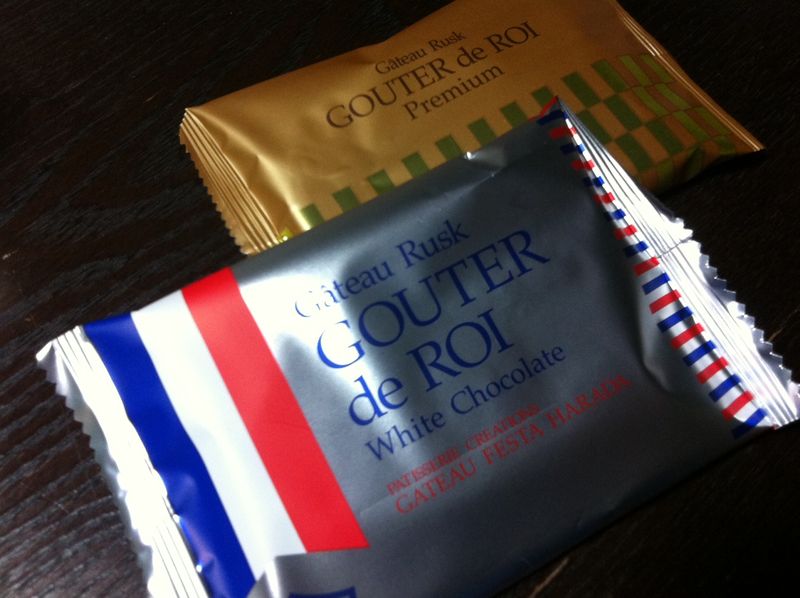 Gâteau Rusk
GOUTER de ROI
Premium
Gâteau Rusk
GOUTER
de ROI
White Chocolate
PATISSERIE CREATIONS
GATEAU FESTA HARADA